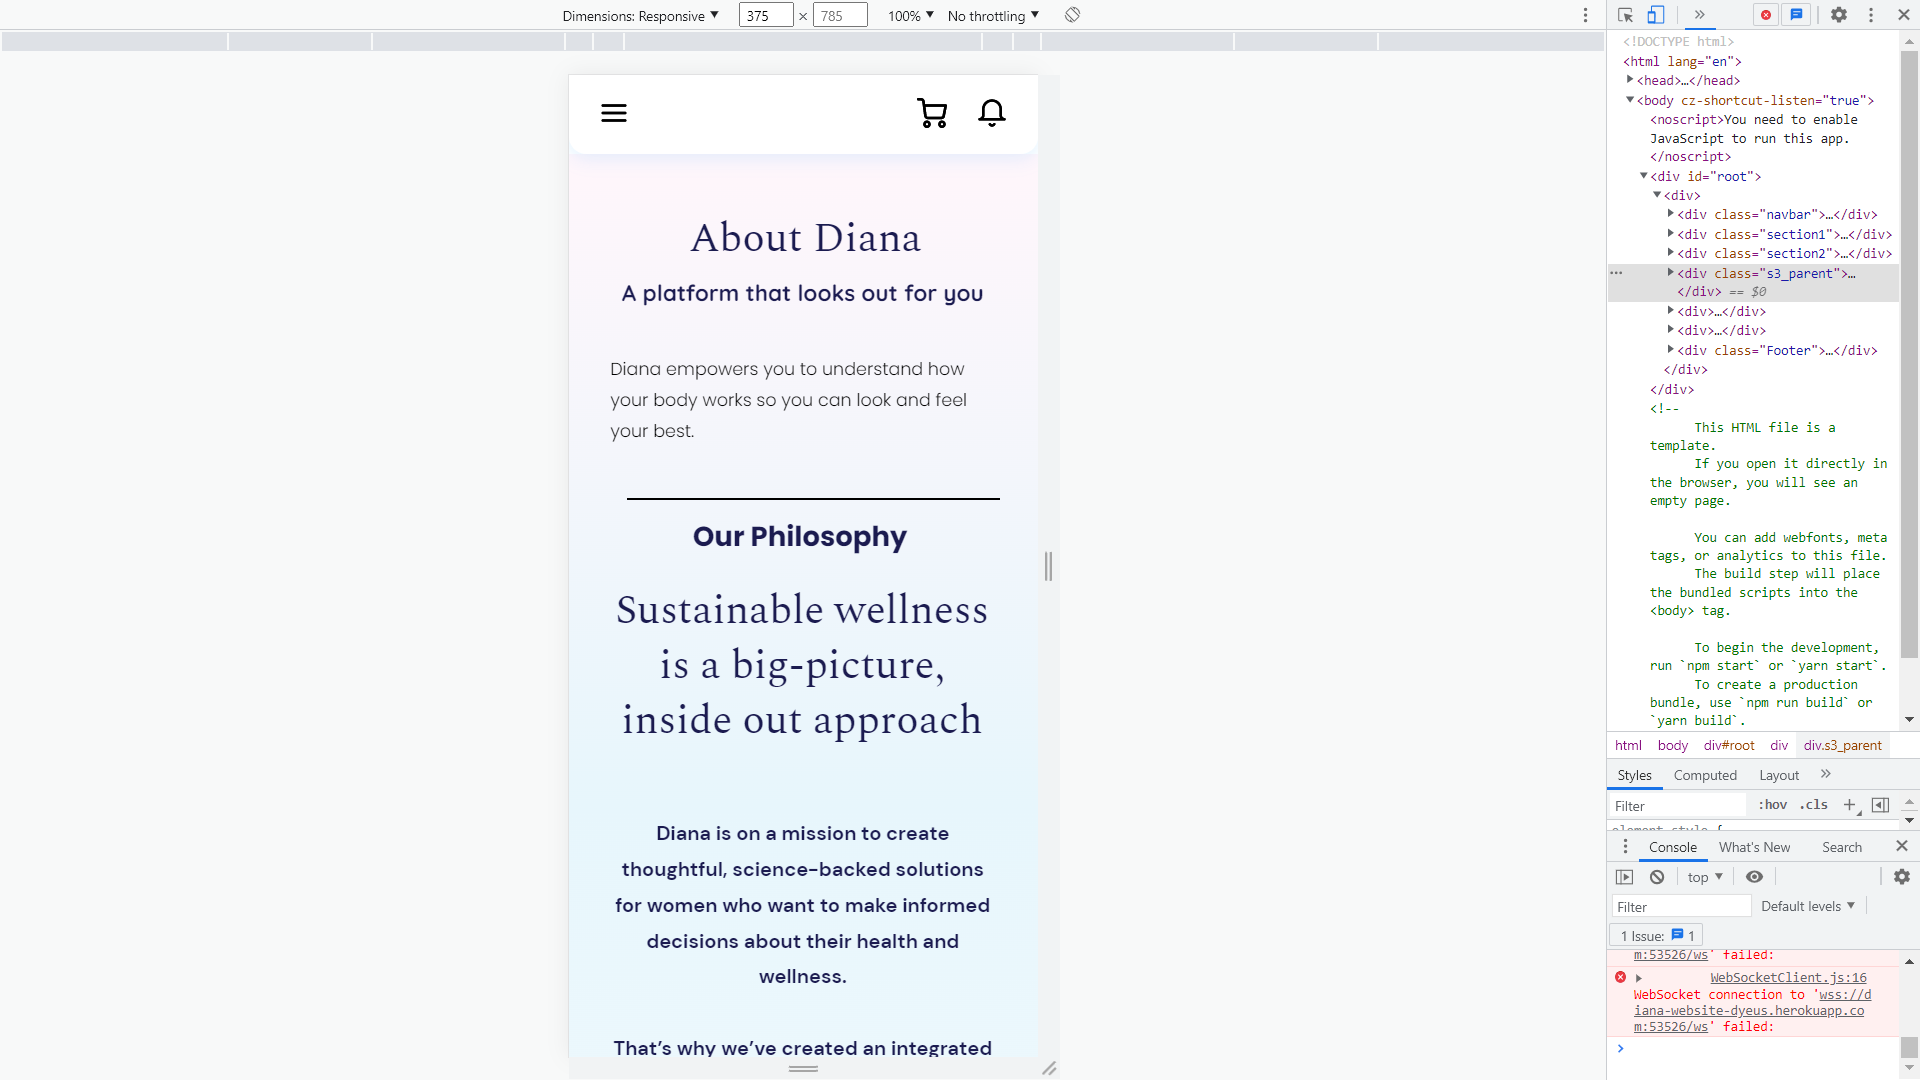 Dimensions: Responsive ▼ 375 × 785 100% ▼ No throttling ▼
About Diana
A platform that looks out for you
Diana empowers you to understand how
your body works so you can look and feel
your best.
Our Philosophy
Sustainable wellness
is a big-picture,
inside out approach
Diana is on a mission to create
thoughtful, science-backed solutions
for women who want to make informed
decisions about their health and
wellness.
That's why we've created an integrated
<!DOCTYPE html>
<html lang="en">
<head>…</head>
<body cz-shortcut-listen="true">
<noscript>You need to enable
JavaScript to run this app.
</noscript>
<div id="root">
<div>
<div class="navbar">…</div>
<div class="section1">…</div>
<div class="section2">…</div>
<div class="s3_parent">…
</div> == $0
<div>…</div>
<div>…</div>
<div class="Footer">…</div>
</div>
</div>
<!--
This HTML file is a
template.
If you open it directly in
the browser, you will see an
empty page.
You can add webfonts, meta
tags, or analytics to this file.
The build step will place
the bundled scripts into the
<body> tag.
To begin the development,
run `npm start` or `yarn start`.
To create a production
bundle, use `npm run build` or
`yarn build`.
html body div#root div div.s3_parent
Styles Computed Layout »
Filter :hov .cls +
element.style {
Console What's New Search
top ▼
Filter Default levels ▼
1 Issue: 1
m:53526/ws' failed:
WebSocketClient.js:16
WebSocket connection to 'wss://d
iana-website-dyeus.herokuapp.co
m:53526/ws' failed: